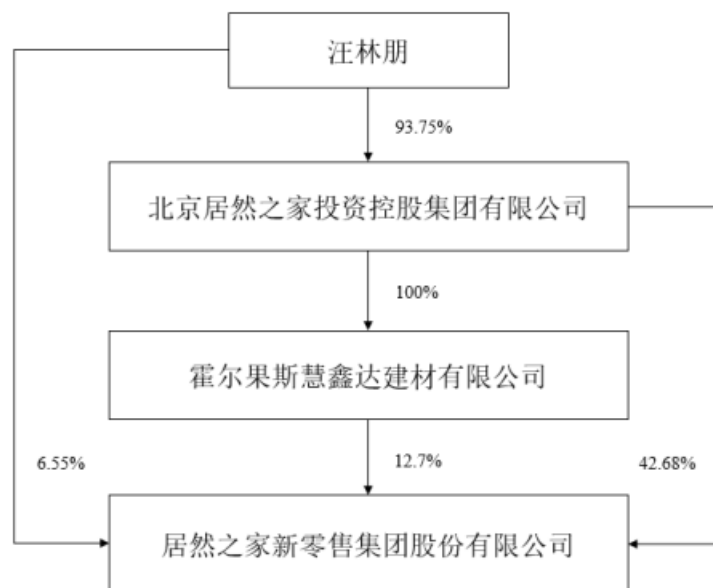 汪林朋
93.75%
北京居然之家投资控股集团有限公司
100%
霍尔果斯慧鑫达建材有限公司
6.55%
12.7%
42.68%
居然之家新零售集团股份有限公司